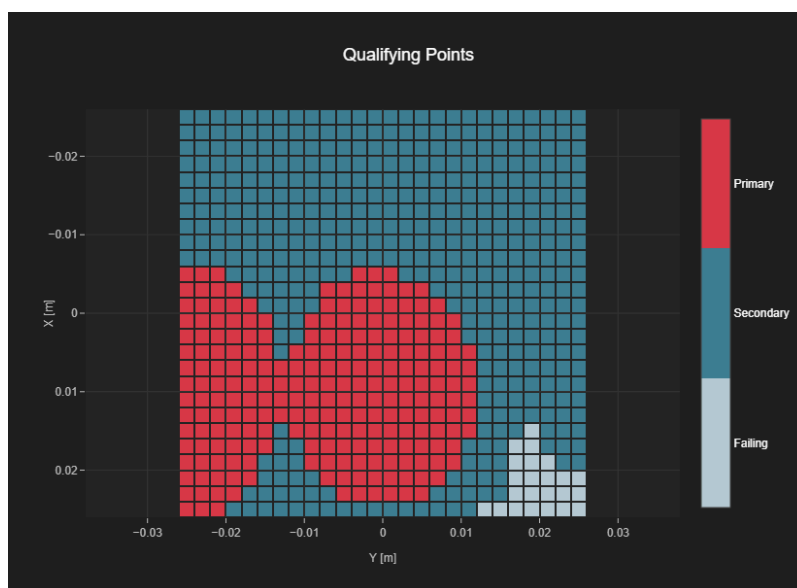 Qualifying Points
−0.02
−0.01
0
0.01
0.02
X [m]
−0.03
−0.02
−0.01
0
0.01
0.02
0.03
Y [m]
Primary
Secondary
Failing